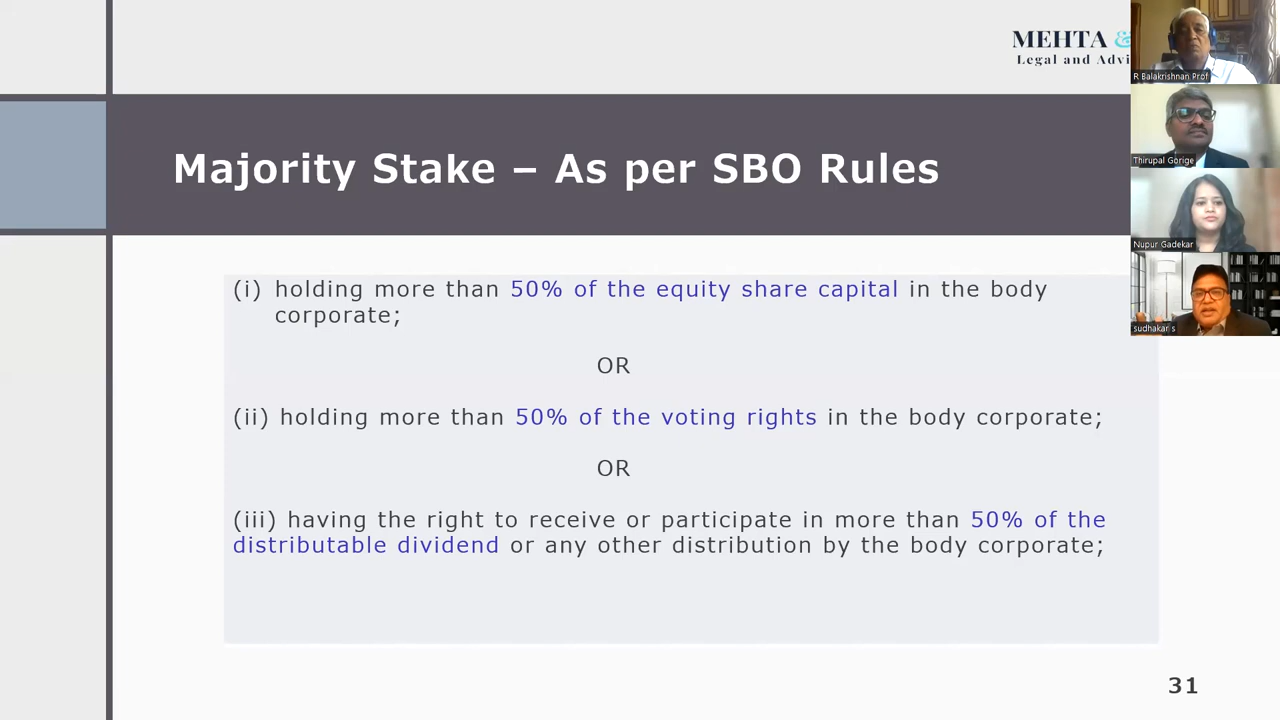 MEHTA &
Legal and Advi
R Balakrishnan Prof
Thirupal Gorige
Nupur Gadekar
sudhakar s
Majority Stake – As per SBO Rules
(i) holding more than 50% of the equity share capital in the body
corporate;
OR
(ii) holding more than 50% of the voting rights in the body corporate;
OR
(iii) having the right to receive or participate in more than 50% of the
distributable dividend or any other distribution by the body corporate;
31